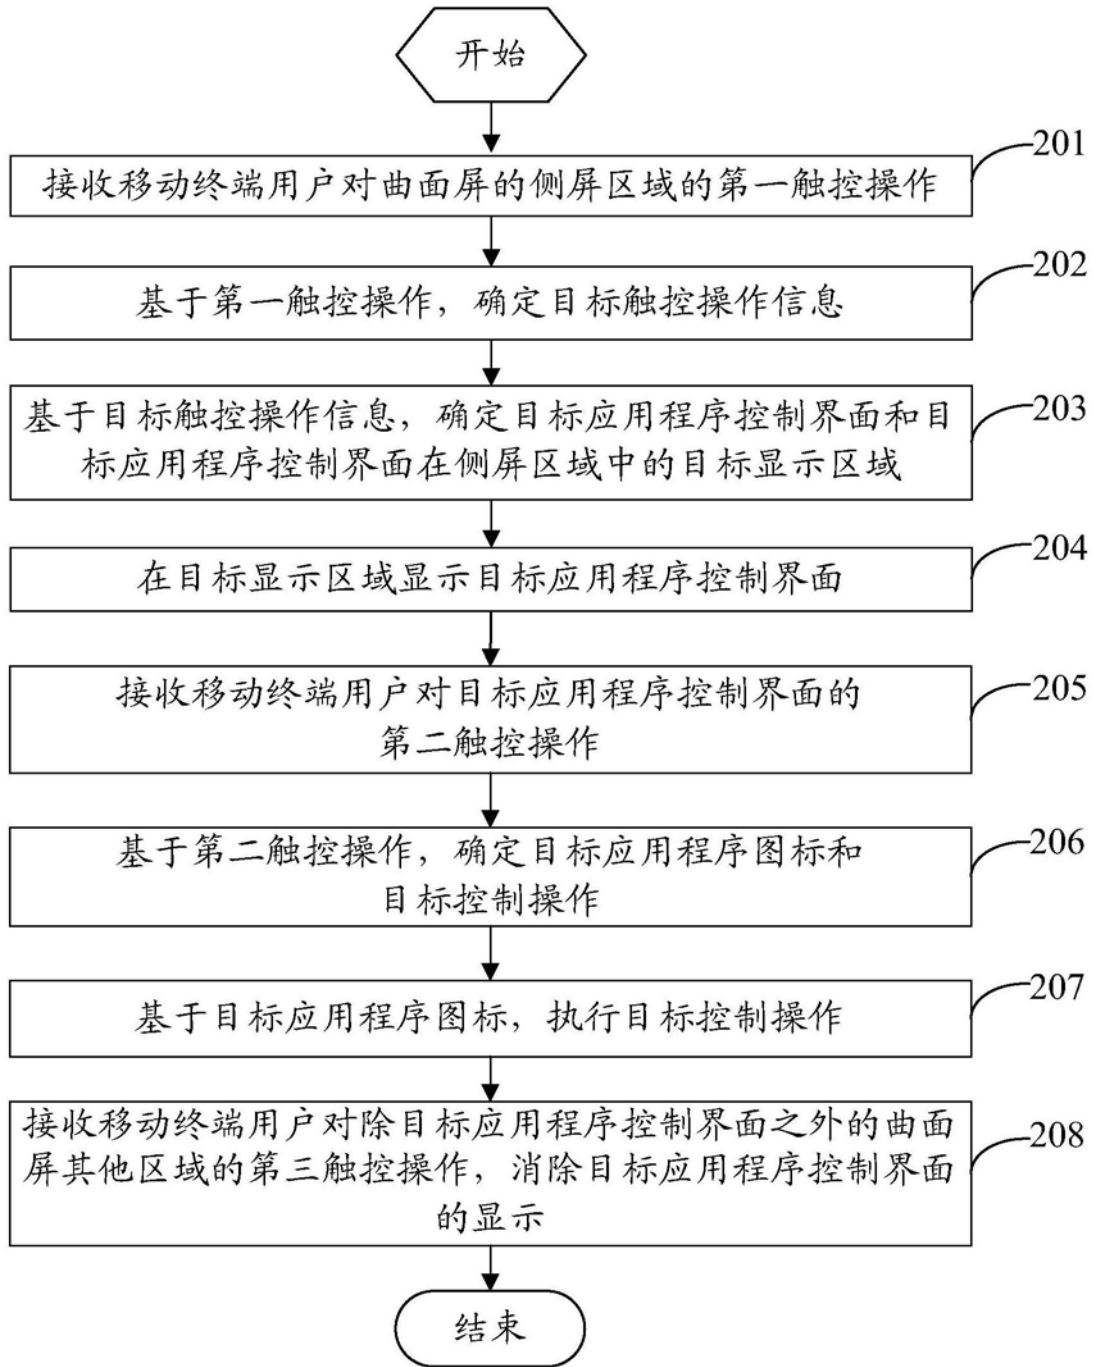 开始
201
接收移动终端用户对曲面屏的侧屏区域的第一触控操作
202
基于第一触控操作，确定目标触控操作信息
203
基于目标触控操作信息，确定目标应用程序控制界面和目
标应用程序控制界面在侧屏区域中的目标显示区域
204
在目标显示区域显示目标应用程序控制界面
205
接收移动终端用户对目标应用程序控制界面的
第二触控操作
206
基于第二触控操作，确定目标应用程序图标和
目标控制操作
207
基于目标应用程序图标，执行目标控制操作
208
接收移动终端用户对除目标应用程序控制界面之外的曲面
屏其他区域的第三触控操作，消除目标应用程序控制界面
的显示
结束